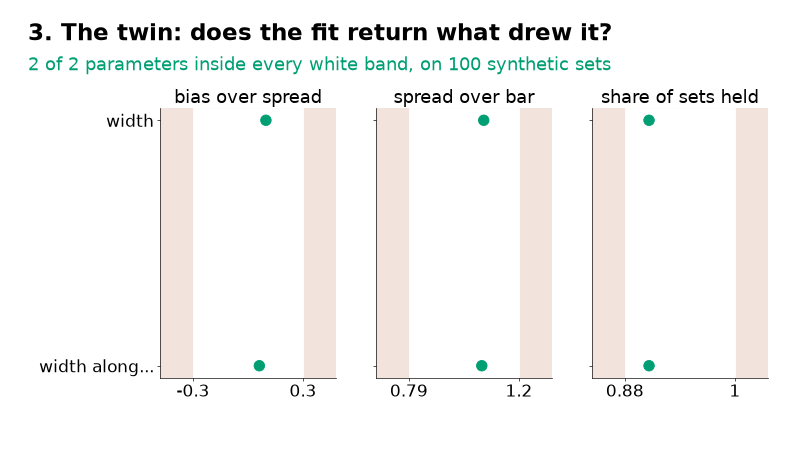 3. The twin: does the fit return what drew it?
2 of 2 parameters inside every white band, on 100 synthetic sets
bias over spread spread over bar share of sets held
width
width along...
-0.3 0.3 0.79 1.2 0.88 1